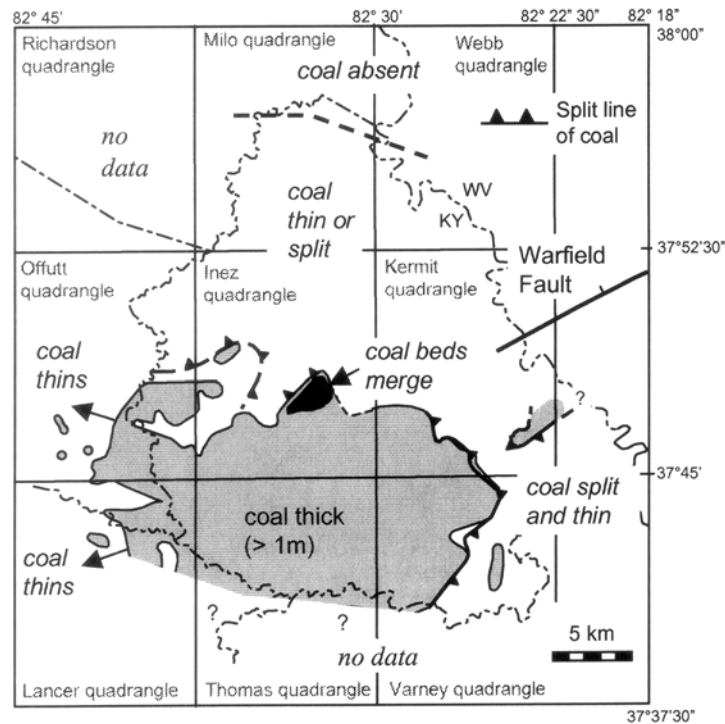 82° 45'
82° 30'
82° 22'30"
82° 18"
38°00'
Richardson
quadrangle
Milo quadrangle
Webb
quadrangle
coal absent
Split line
of coal
no
data
coal
thin or
split
WV
KY
37°52'30"
Offutt
quadrangle
Inez
quadrangle
Kermit
quadrangle
Warfield
Fault
coal
thins
coal beds
merge
?
37°45'
coal thick
(> 1m)
coal split
and thin
coal
thins
?
?
5 km
no data
Lancer quadrangle
Thomas quadrangle
Varney quadrangle
37°37'30"